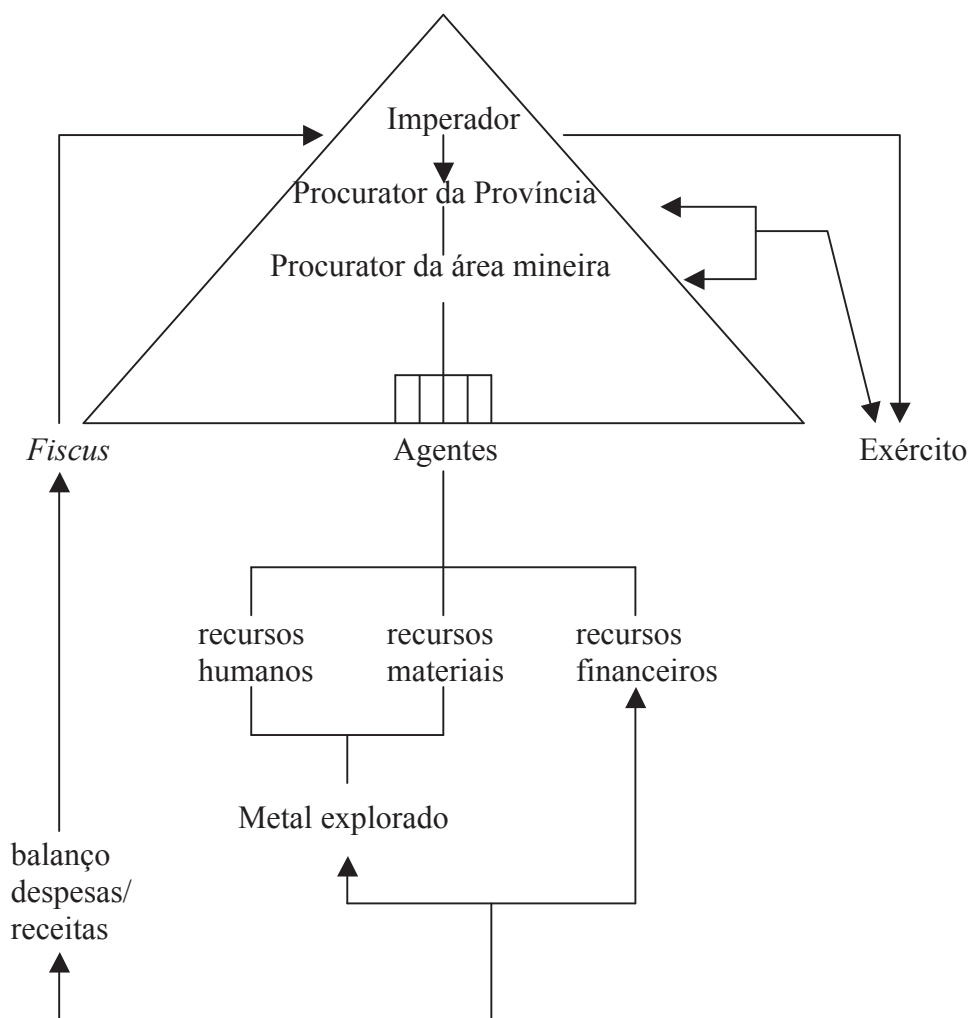 Imperador
Procurator da Província
Procurator da área mineira
Fiscus
Agentes
Exército
recursos
humanos
recursos
materiais
recursos
financeiros
Metal explorado
balanço
despesas/
receitas